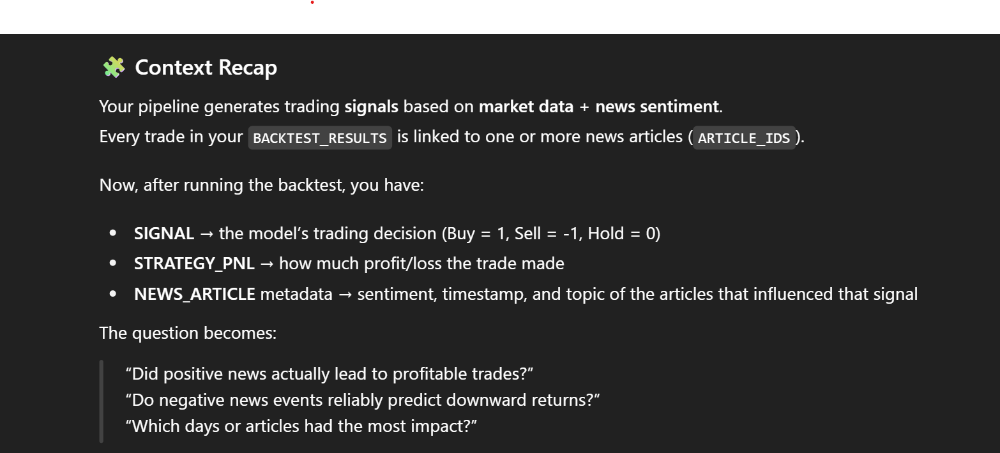 🧩 Context Recap
Your pipeline generates trading signals based on market data + news sentiment.
Every trade in your BACKTEST_RESULTS is linked to one or more news articles (ARTICLE_IDS).
Now, after running the backtest, you have:
• SIGNAL → the model’s trading decision (Buy = 1, Sell = -1, Hold = 0)
• STRATEGY_PNL → how much profit/loss the trade made
• NEWS_ARTICLE metadata → sentiment, timestamp, and topic of the articles that influenced that signal
The question becomes:
“Did positive news actually lead to profitable trades?”
“Do negative news events reliably predict downward returns?”
“Which days or articles had the most impact?”